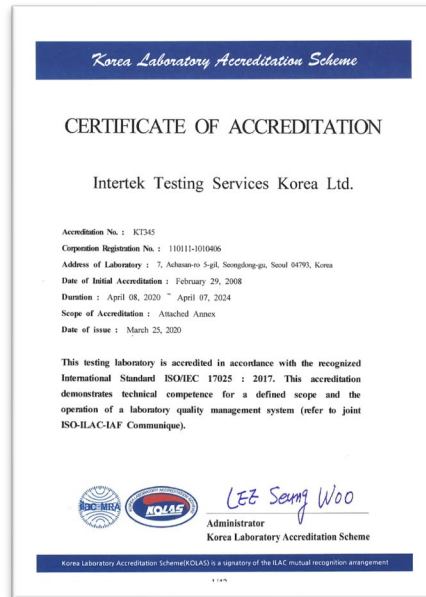 Korea Laboratory Accreditation Scheme
CERTIFICATE OF ACCREDITATION
Intertek Testing Services Korea Ltd.
Accreditation No. : KT345
Corporation Registration No. : 110111-1010406
Address of Laboratory : 7, Achasan-ro 5-gil, Seongdong-gu, Seoul 04793, Korea
Date of Initial Accreditation : February 29, 2008
Duration : April 08, 2020 ~ April 07, 2024
Scope of Accreditation : Attached Annex
Date of issue : March 25, 2020
This testing laboratory is accredited in accordance with the recognized
International Standard ISO/IEC 17025 : 2017. This accreditation
demonstrates technical competence for a defined scope and the
operation of a laboratory quality management system (refer to joint
ISO-ILAC-IAF Communique).
ilac-MRA
KOLAS
LEE Seung Woo
Administrator
Korea Laboratory Accreditation Scheme
Korea Laboratory Accreditation Scheme(KOLAS) is a signatory of the ILAC mutual recognition arrangement